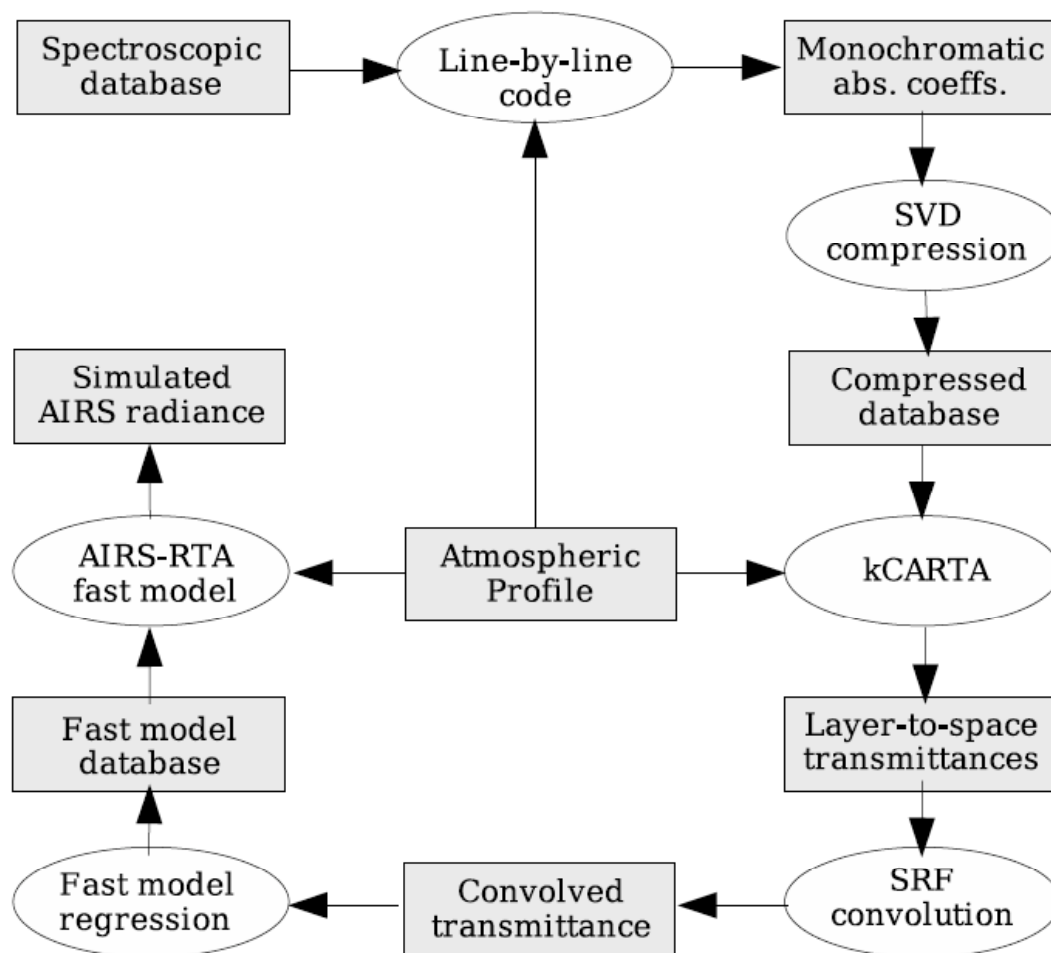 Spectroscopic
database
Line-by-line
code
Monochromatic
abs. coeffs.
SVD
compression
Simulated
AIRS radiance
Compressed
database
AIRS-RTA
fast model
Atmospheric
Profile
kCARTA
Fast model
database
Layer-to-space
transmittances
Fast model
regression
Convolved
transmittance
SRF
convolution